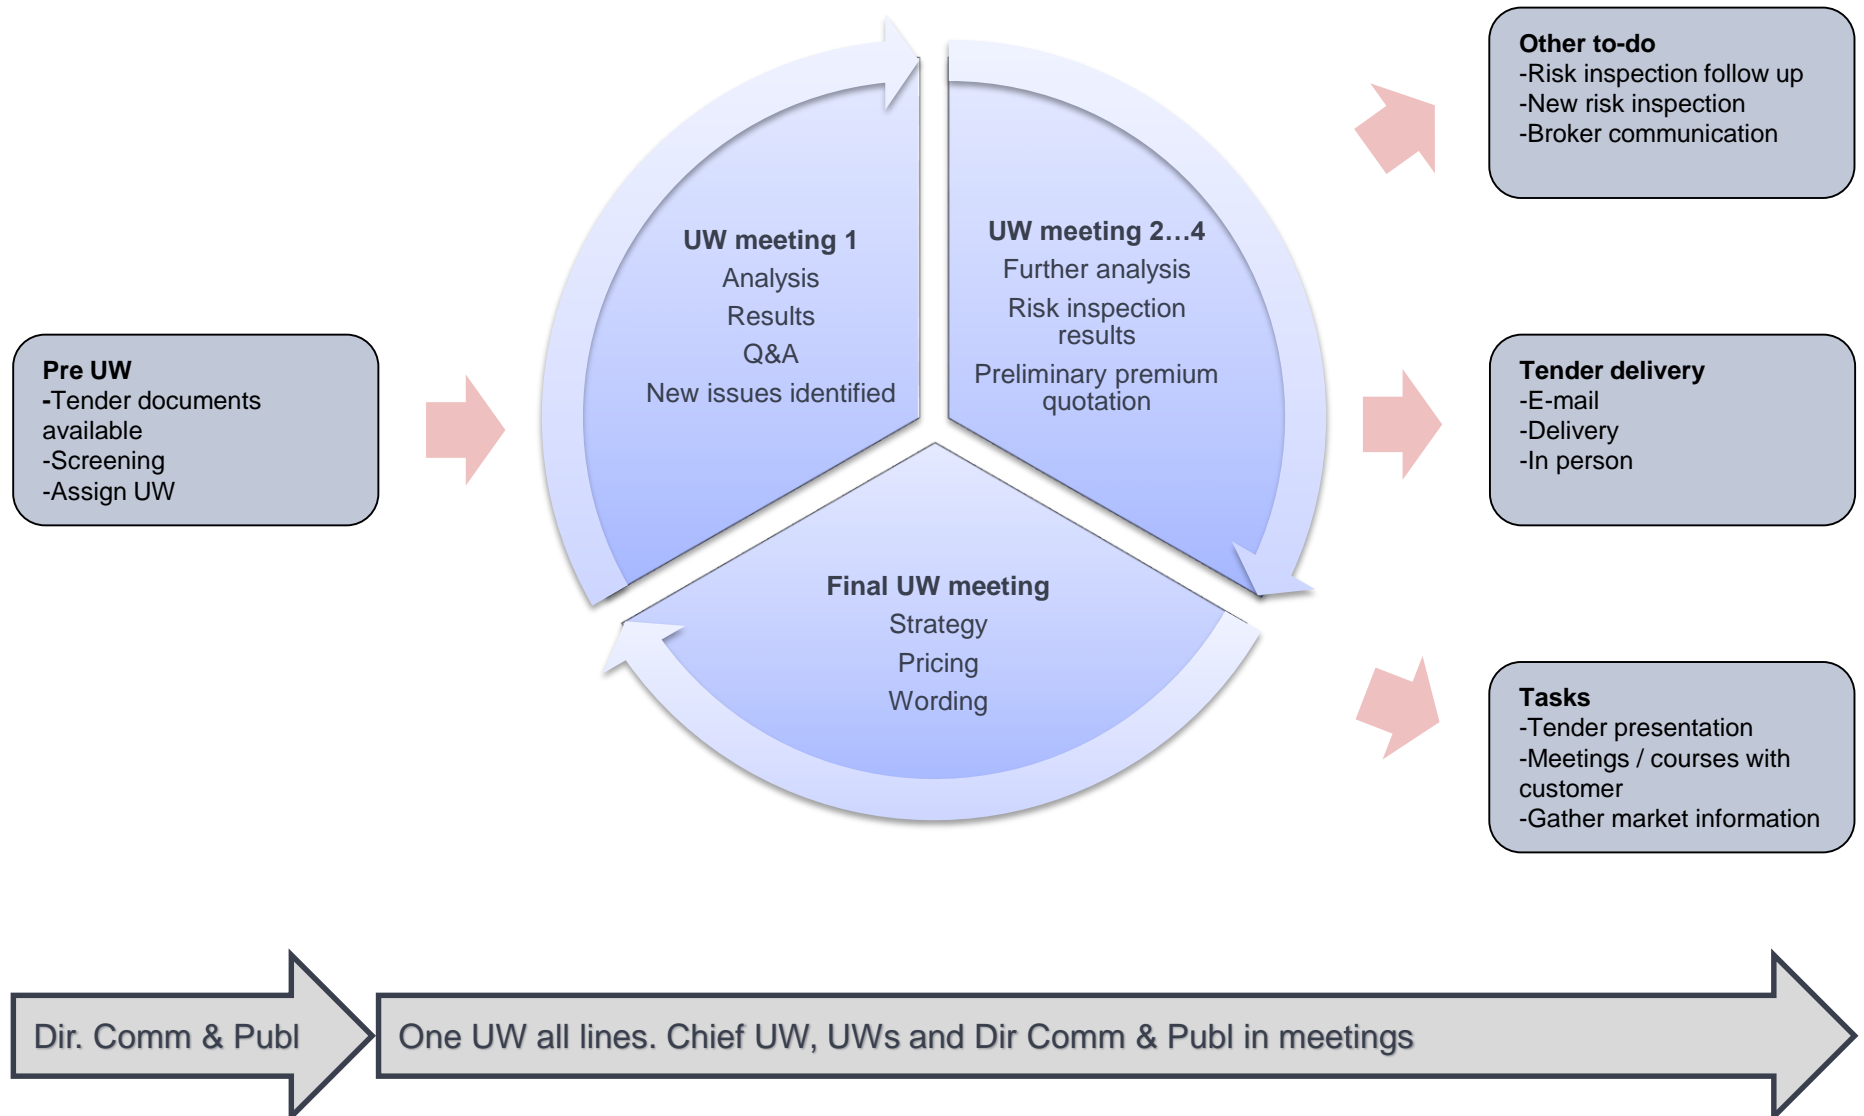 Pre UW
-Tender documents
available
-Screening
-Assign UW
UW meeting 1
Analysis
Results
Q&A
New issues identified
UW meeting 2…4
Further analysis
Risk inspection
results
Preliminary premium
quotation
Final UW meeting
Strategy
Pricing
Wording
Other to-do
-Risk inspection follow up
-New risk inspection
-Broker communication
Tender delivery
-E-mail
-Delivery
-In person
Tasks
-Tender presentation
-Meetings / courses with
customer
-Gather market information
Dir. Comm & Publ
One UW all lines. Chief UW, UWs and Dir Comm & Publ in meetings